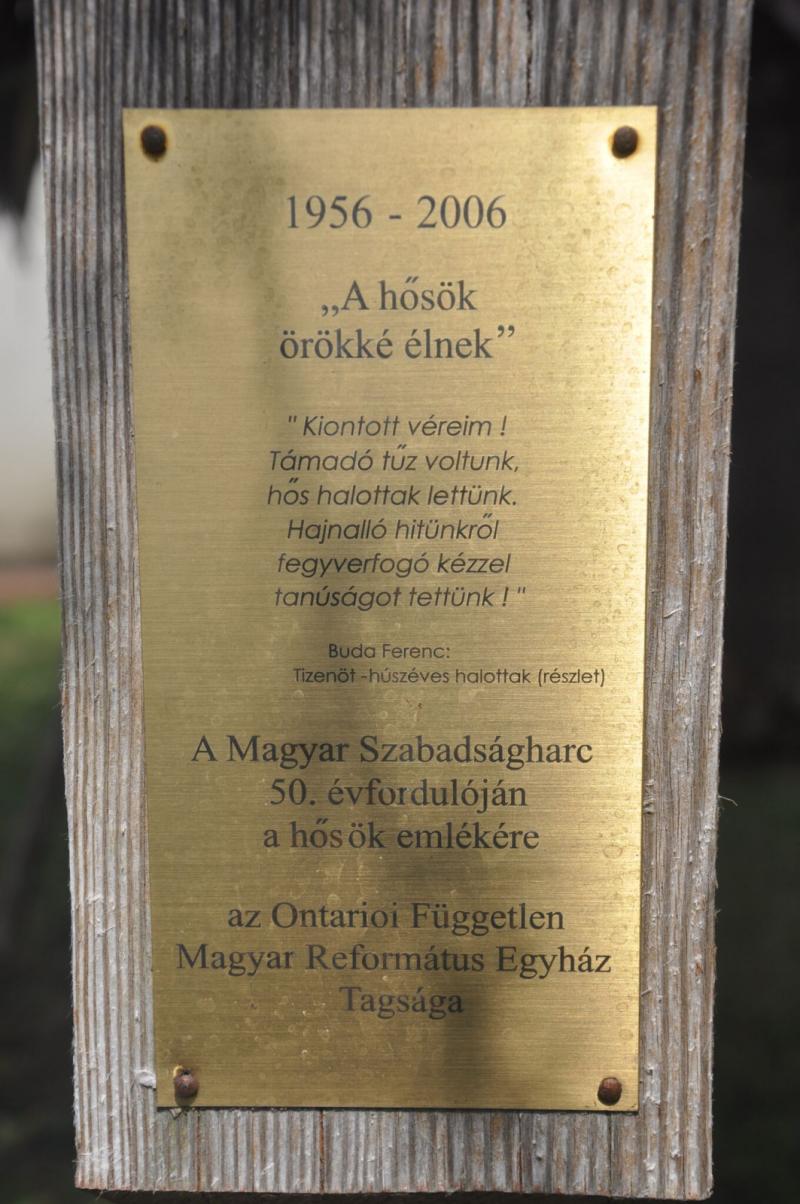 1956 - 2006
„A hősök
örökké élnek”
" Kiontott véreim !
Támadó tűz voltunk,
hős halottak lettünk.
Hajnalló hitünkről
fegyverfogó kézzel
tanúságot tettünk ! "
Buda Ferenc:
Tizenöt -húszéves halottak (részlet)
A Magyar Szabadságharc
50. évfordulóján
a hősök emlékére
az Ontarioi Független
Magyar Református Egyház
Tagsága